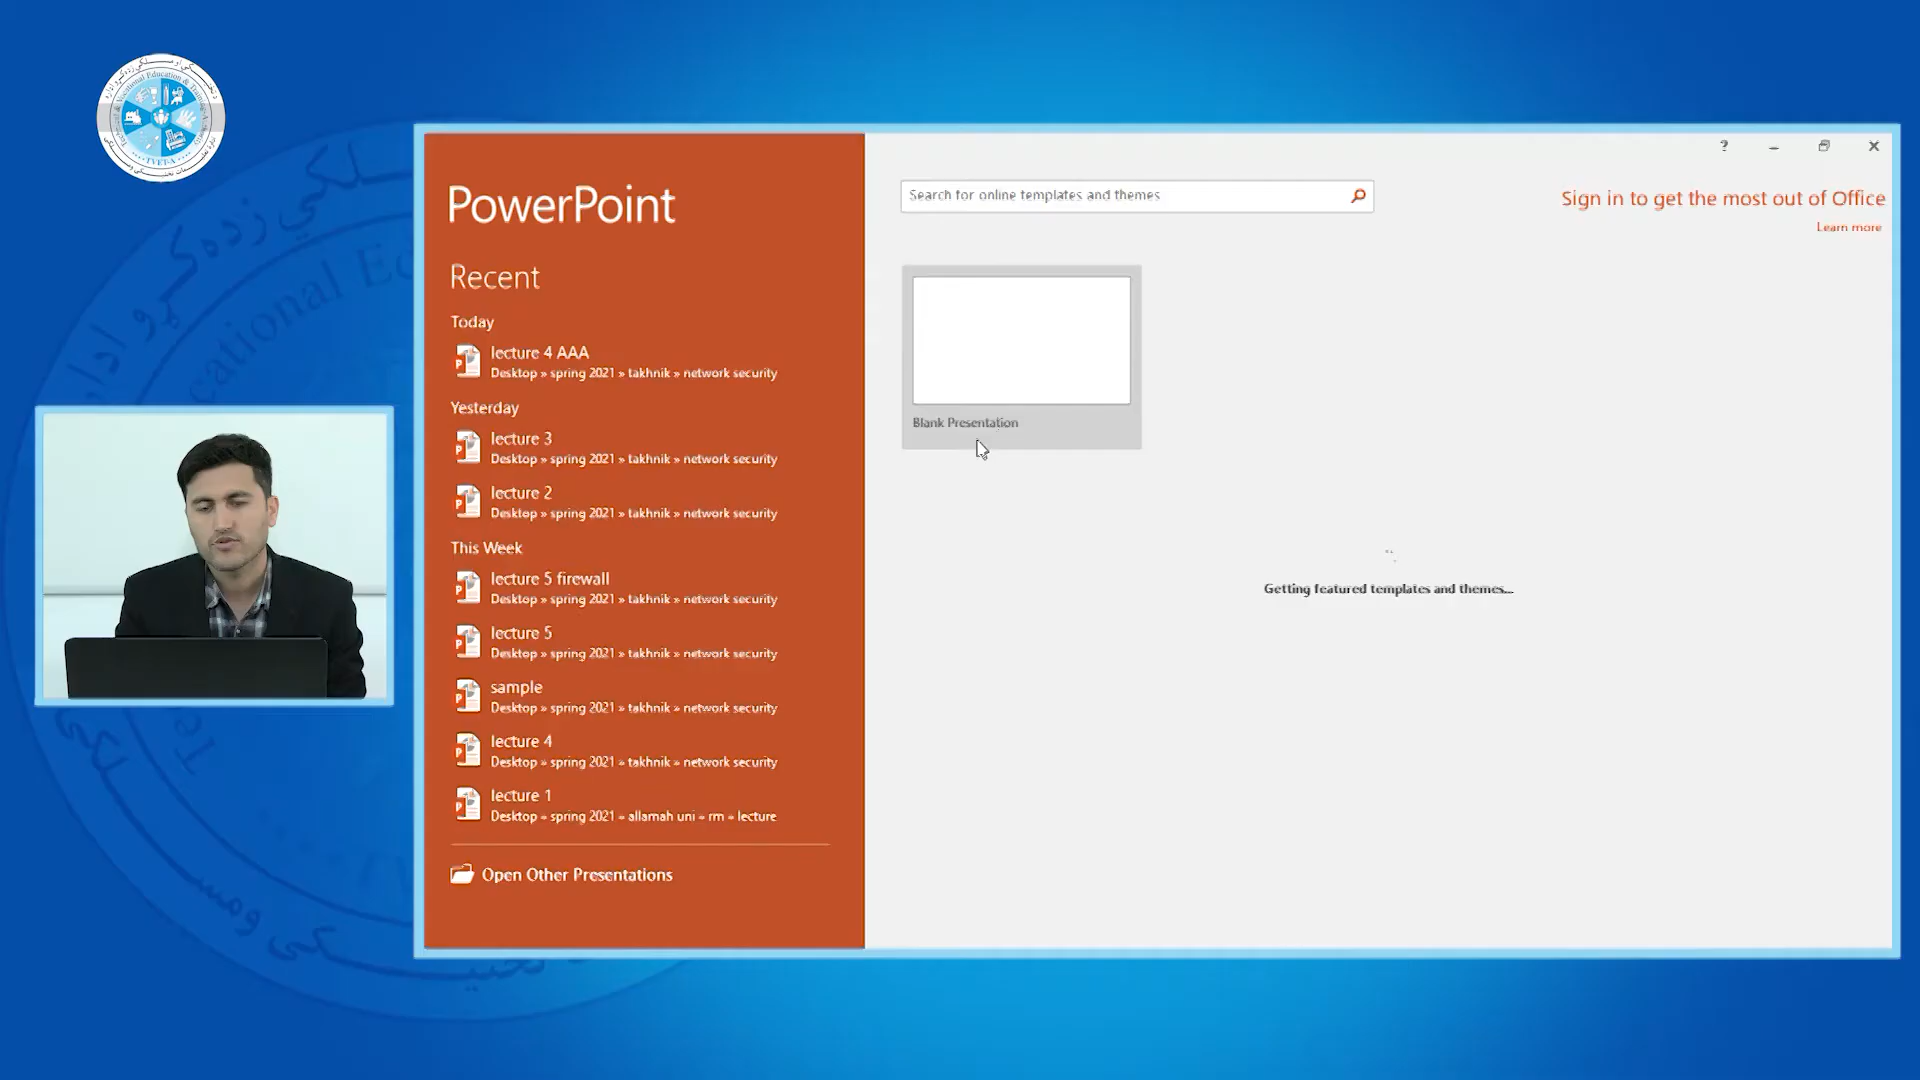 PowerPoint
Recent
Today
lecture 4 AAA
Desktop » spring 2021 » takhnik » network security
Yesterday
lecture 3
Desktop » spring 2021 » takhnik » network security
lecture 2
Desktop » spring 2021 » takhnik » network security
This Week
lecture 5 firewall
Desktop » spring 2021 » takhnik » network security
lecture 5
Desktop » spring 2021 » takhnik » network security
sample
Desktop » spring 2021 » takhnik » network security
lecture 4
Desktop » spring 2021 » takhnik » network security
lecture 1
Desktop » spring 2021 » allamah uni » rm » lecture
Open Other Presentations
?
Search for online templates and themes
Sign in to get the most out of Office
Learn more
Blank Presentation
Getting featured templates and themes...
TVET-A